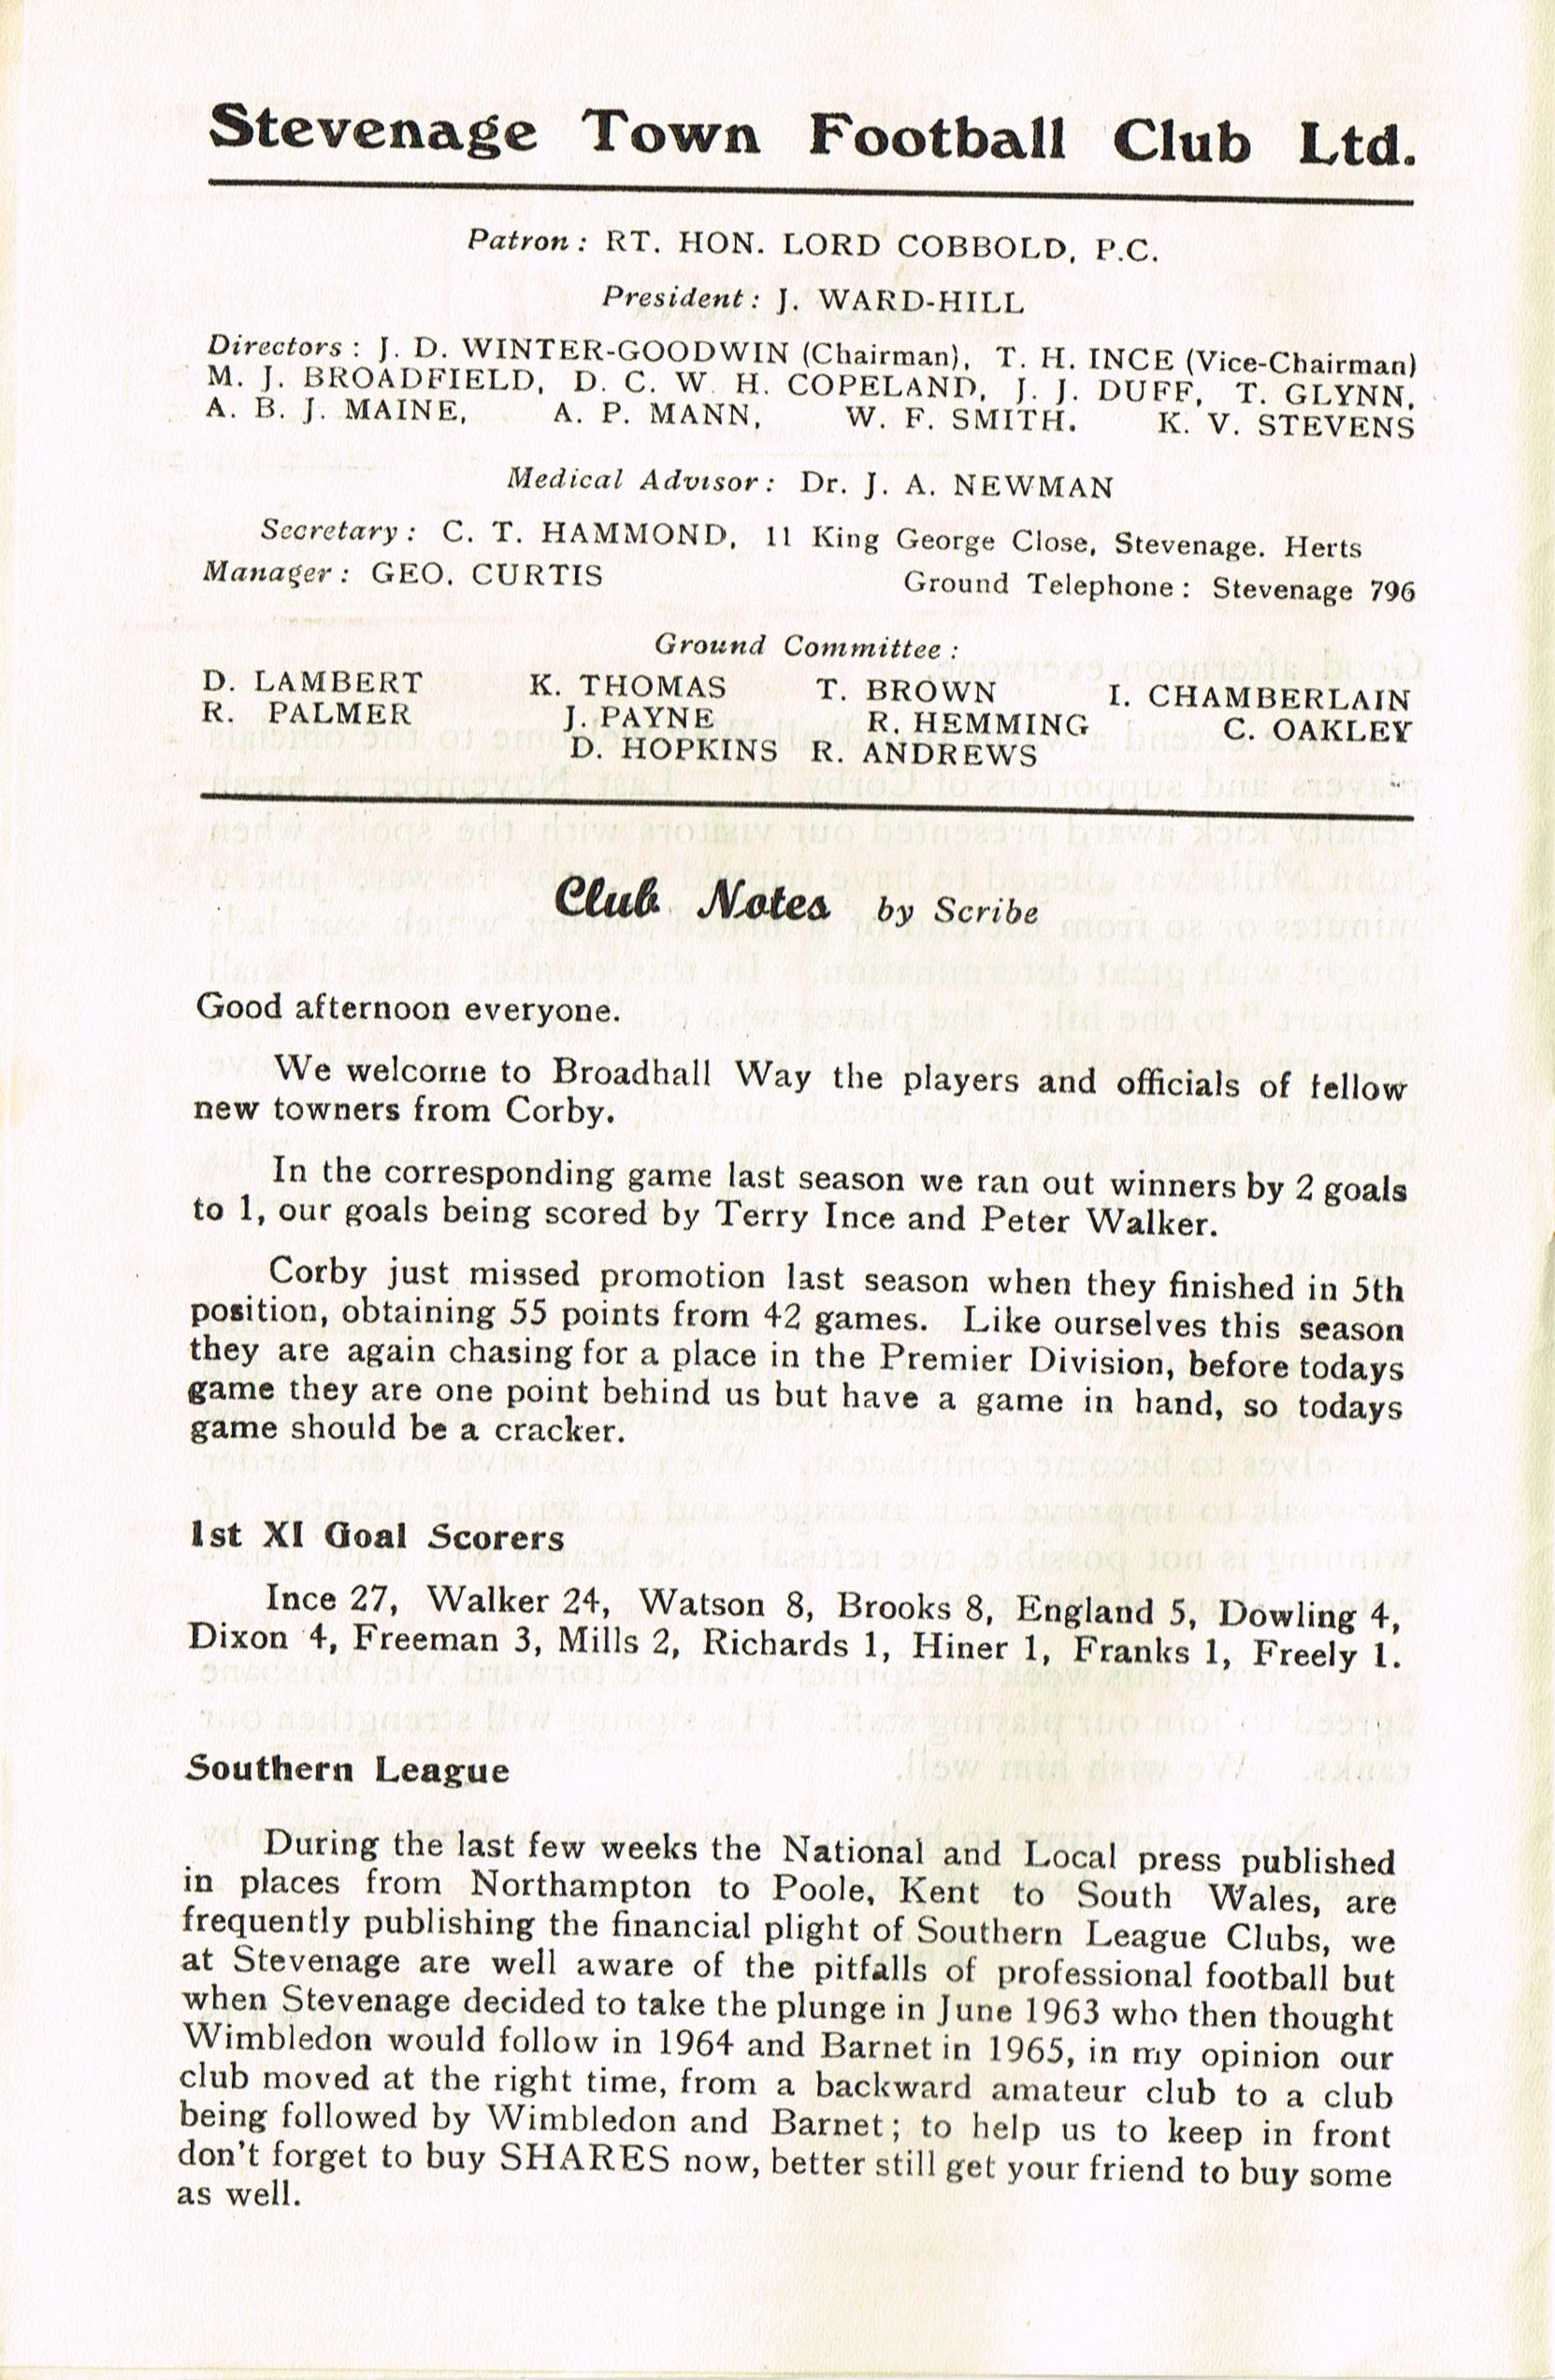 Stevenage Town Football Club Ltd.
Patron : RT. HON. LORD COBBOLD, P.C.
President : J. WARD-HILL
Directors : J. D. WINTER-GOODWIN (Chairman), T. H. INCE (Vice-Chairman)
M. J. BROADFIELD, D. C. W. H. COPELAND, J. J. DUFF, T. GLYNN,
A. B. J. MAINE, A. P. MANN, W. F. SMITH. K. V. STEVENS
Medical Advisor : Dr. J. A. NEWMAN
Secretary : C. T. HAMMOND, 11 King George Close, Stevenage. Herts
Manager : GEO. CURTIS Ground Telephone : Stevenage 796
Ground Committee :
D. LAMBERT K. THOMAS T. BROWN I. CHAMBERLAIN
R. PALMER J. PAYNE R. HEMMING C. OAKLEY
D. HOPKINS R. ANDREWS
Club Notes by Scribe
Good afternoon everyone.
We welcome to Broadhall Way the players and officials of fellow
new towners from Corby.
In the corresponding game last season we ran out winners by 2 goals
to 1, our goals being scored by Terry Ince and Peter Walker.
Corby just missed promotion last season when they finished in 5th
position, obtaining 55 points from 42 games. Like ourselves this season
they are again chasing for a place in the Premier Division, before todays
game they are one point behind us but have a game in hand, so todays
game should be a cracker.
1st XI Goal Scorers
Ince 27, Walker 24, Watson 8, Brooks 8, England 5, Dowling 4,
Dixon 4, Freeman 3, Mills 2, Richards 1, Hiner 1, Franks 1, Freely 1.
Southern League
During the last few weeks the National and Local press published
in places from Northampton to Poole, Kent to South Wales, are
frequently publishing the financial plight of Southern League Clubs, we
at Stevenage are well aware of the pitfalls of professional football but
when Stevenage decided to take the plunge in June 1963 who then thought
Wimbledon would follow in 1964 and Barnet in 1965, in my opinion our
club moved at the right time, from a backward amateur club to a club
being followed by Wimbledon and Barnet ; to help us to keep in front
don't forget to buy SHARES now, better still get your friend to buy some
as well.